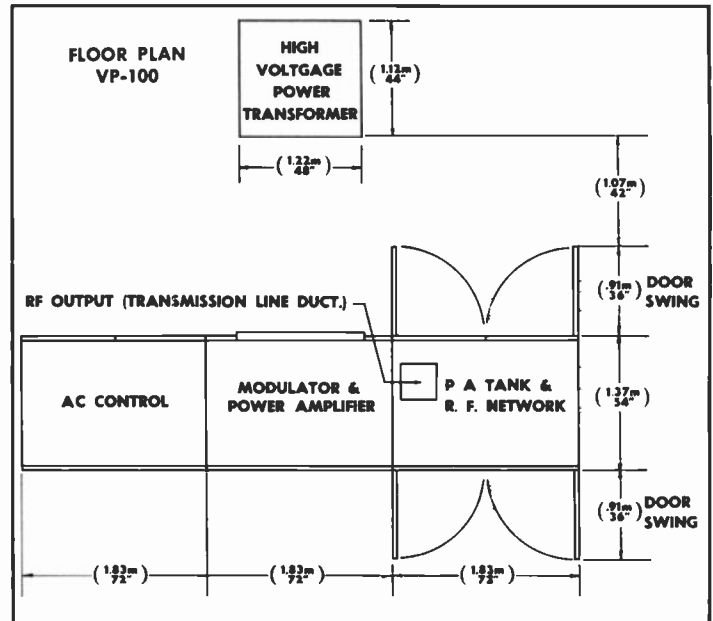 FLOOR PLAN
VP-100
HIGH
VOLTGAGE
POWER
TRANSFORMER
1.12m
44"
1.22m
48"
1.07m
42"
RF OUTPUT (TRANSMISSION LINE DUCT.)
.91m
36"
DOOR
SWING
AC CONTROL
MODULATOR &
POWER AMPLIFIER
P A TANK &
R. F. NETWORK
1.37m
54"
.91m
36"
DOOR
SWING
1.83m
72"
1.83m
72"
1.83m
72"